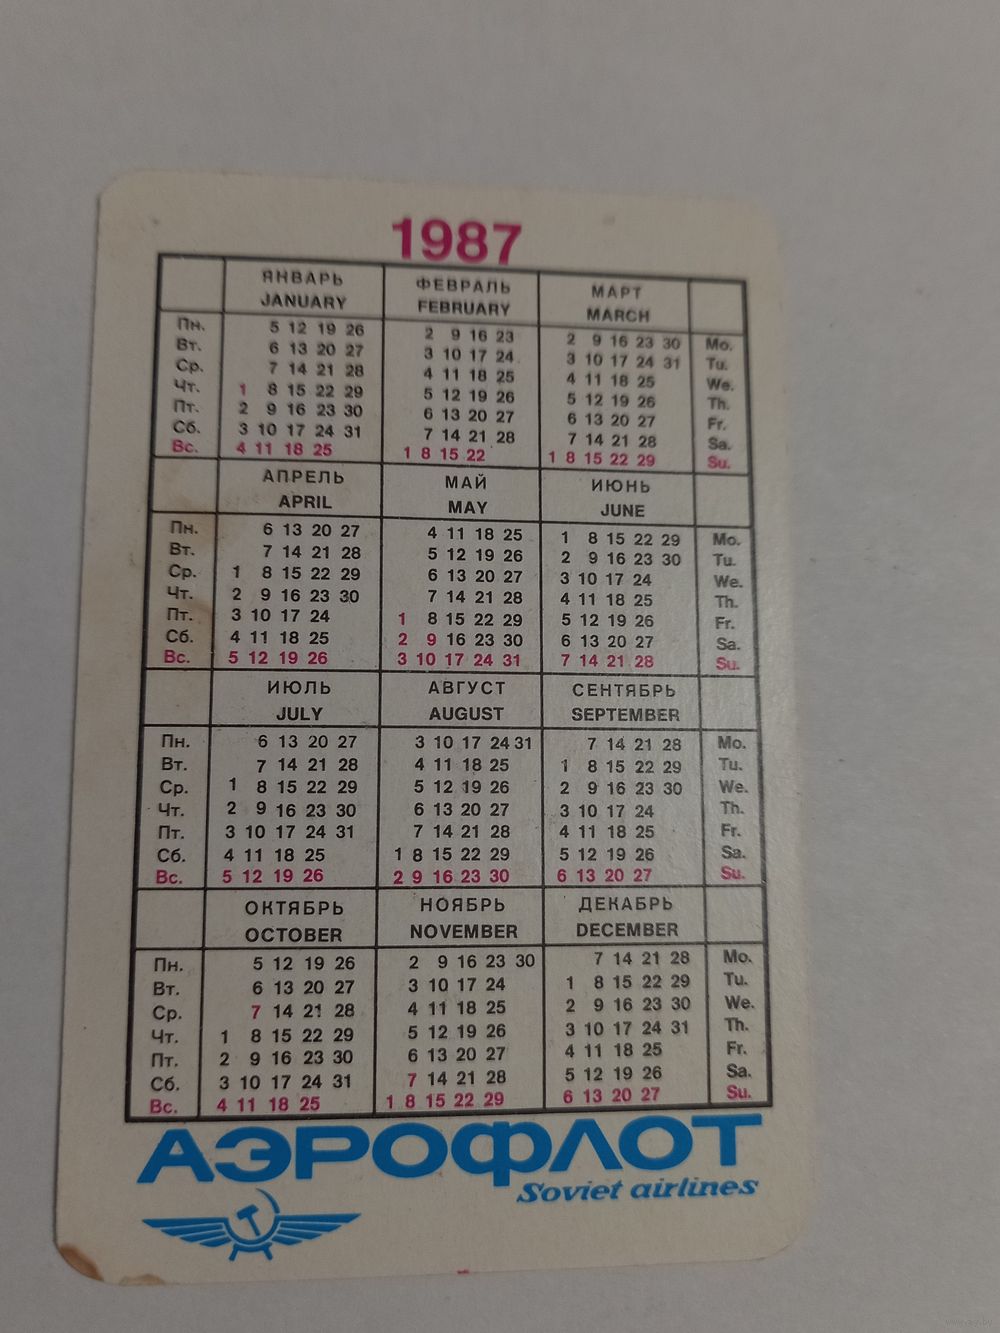 1987
ЯНВАРЬ ФЕВРАЛЬ МАРТ
JANUARY FEBRUARY MARCH
Пн. 5 12 19 26 2 9 16 23 2 9 16 23 30 Mo.
Вт. 6 13 20 27 3 10 17 24 3 10 17 24 31 Tu.
Ср. 7 14 21 28 4 11 18 25 4 11 18 25 We.
Чт. 1 8 15 22 29 5 12 19 26 5 12 19 26 Th.
Пт. 2 9 16 23 30 6 13 20 27 6 13 20 27 Fr.
Сб. 3 10 17 24 31 7 14 21 28 7 14 21 28 Sa.
Вс. 4 11 18 25 1 8 15 22 1 8 15 22 29 Su.
АПРЕЛЬ МАЙ ИЮНЬ
APRIL MAY JUNE
Пн. 6 13 20 27 4 11 18 25 1 8 15 22 29 Mo.
Вт. 7 14 21 28 5 12 19 26 2 9 16 23 30 Tu.
Ср. 1 8 15 22 29 6 13 20 27 3 10 17 24 We.
Чт. 2 9 16 23 30 7 14 21 28 4 11 18 25 Th.
Пт. 3 10 17 24 1 8 15 22 29 5 12 19 26 Fr.
Сб. 4 11 18 25 2 9 16 23 30 6 13 20 27 Sa.
Вс. 5 12 19 26 3 10 17 24 31 7 14 21 28 Su.
ИЮЛЬ АВГУСТ СЕНТЯБРЬ
JULY AUGUST SEPTEMBER
Пн. 6 13 20 27 3 10 17 24 31 7 14 21 28 Mo.
Вт. 7 14 21 28 4 11 18 25 1 8 15 22 29 Tu.
Ср. 1 8 15 22 29 5 12 19 26 2 9 16 23 30 We.
Чт. 2 9 16 23 30 6 13 20 27 3 10 17 24 Th.
Пт. 3 10 17 24 31 7 14 21 28 4 11 18 25 Fr.
Сб. 4 11 18 25 1 8 15 22 29 5 12 19 26 Sa.
Вс. 5 12 19 26 2 9 16 23 30 6 13 20 27 Su.
ОКТЯБРЬ НОЯБРЬ ДЕКАБРЬ
OCTOBER NOVEMBER DECEMBER
Пн. 5 12 19 26 2 9 16 23 30 7 14 21 28 Mo.
Вт. 6 13 20 27 3 10 17 24 1 8 15 22 29 Tu.
Ср. 7 14 21 28 4 11 18 25 2 9 16 23 30 We.
Чт. 1 8 15 22 29 5 12 19 26 3 10 17 24 31 Th.
Пт. 2 9 16 23 30 6 13 20 27 4 11 18 25 Fr.
Сб. 3 10 17 24 31 7 14 21 28 5 12 19 26 Sa.
Вс. 4 11 18 25 1 8 15 22 29 6 13 20 27 Su.
АЭРОФЛОТ
Soviet airlines